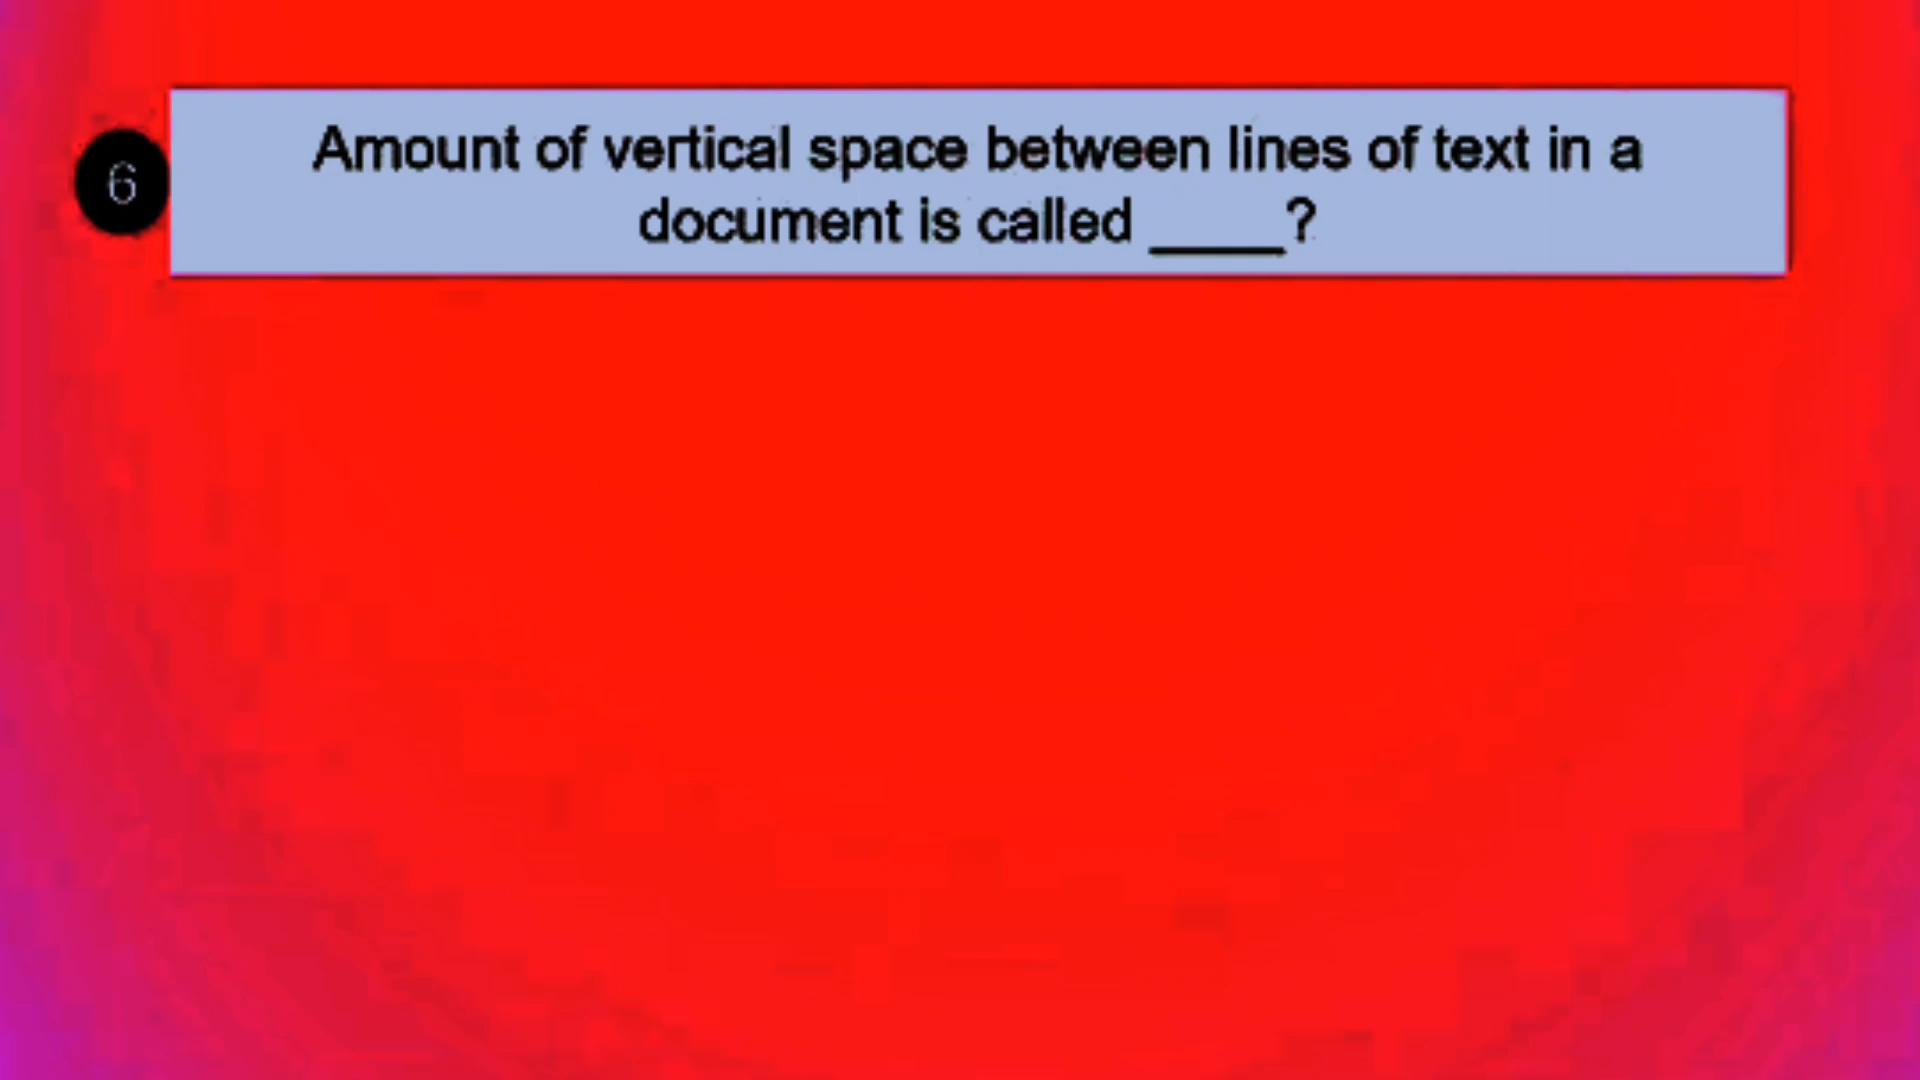 6
Amount of vertical space between lines of text in a
document is called ____?